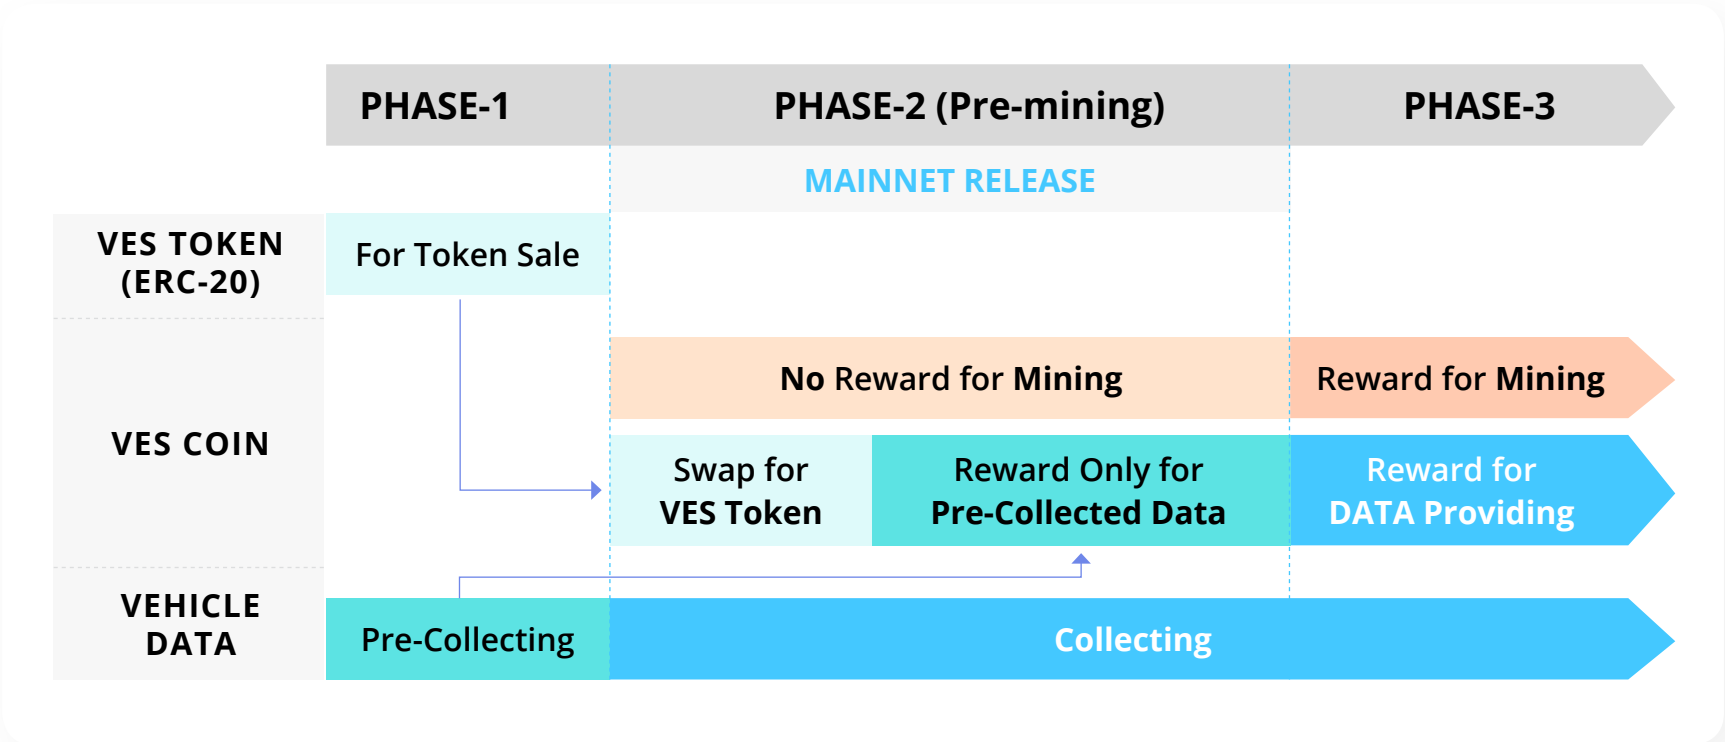 PHASE-1
PHASE-2 (Pre-mining)
PHASE-3
MAINNET RELEASE
VES TOKEN
(ERC-20)
For Token Sale
VES COIN
No Reward for Mining
Reward for Mining
Swap for
VES Token
Reward Only for
Pre-Collected Data
Reward for
DATA Providing
VEHICLE
DATA
Pre-Collecting
Collecting